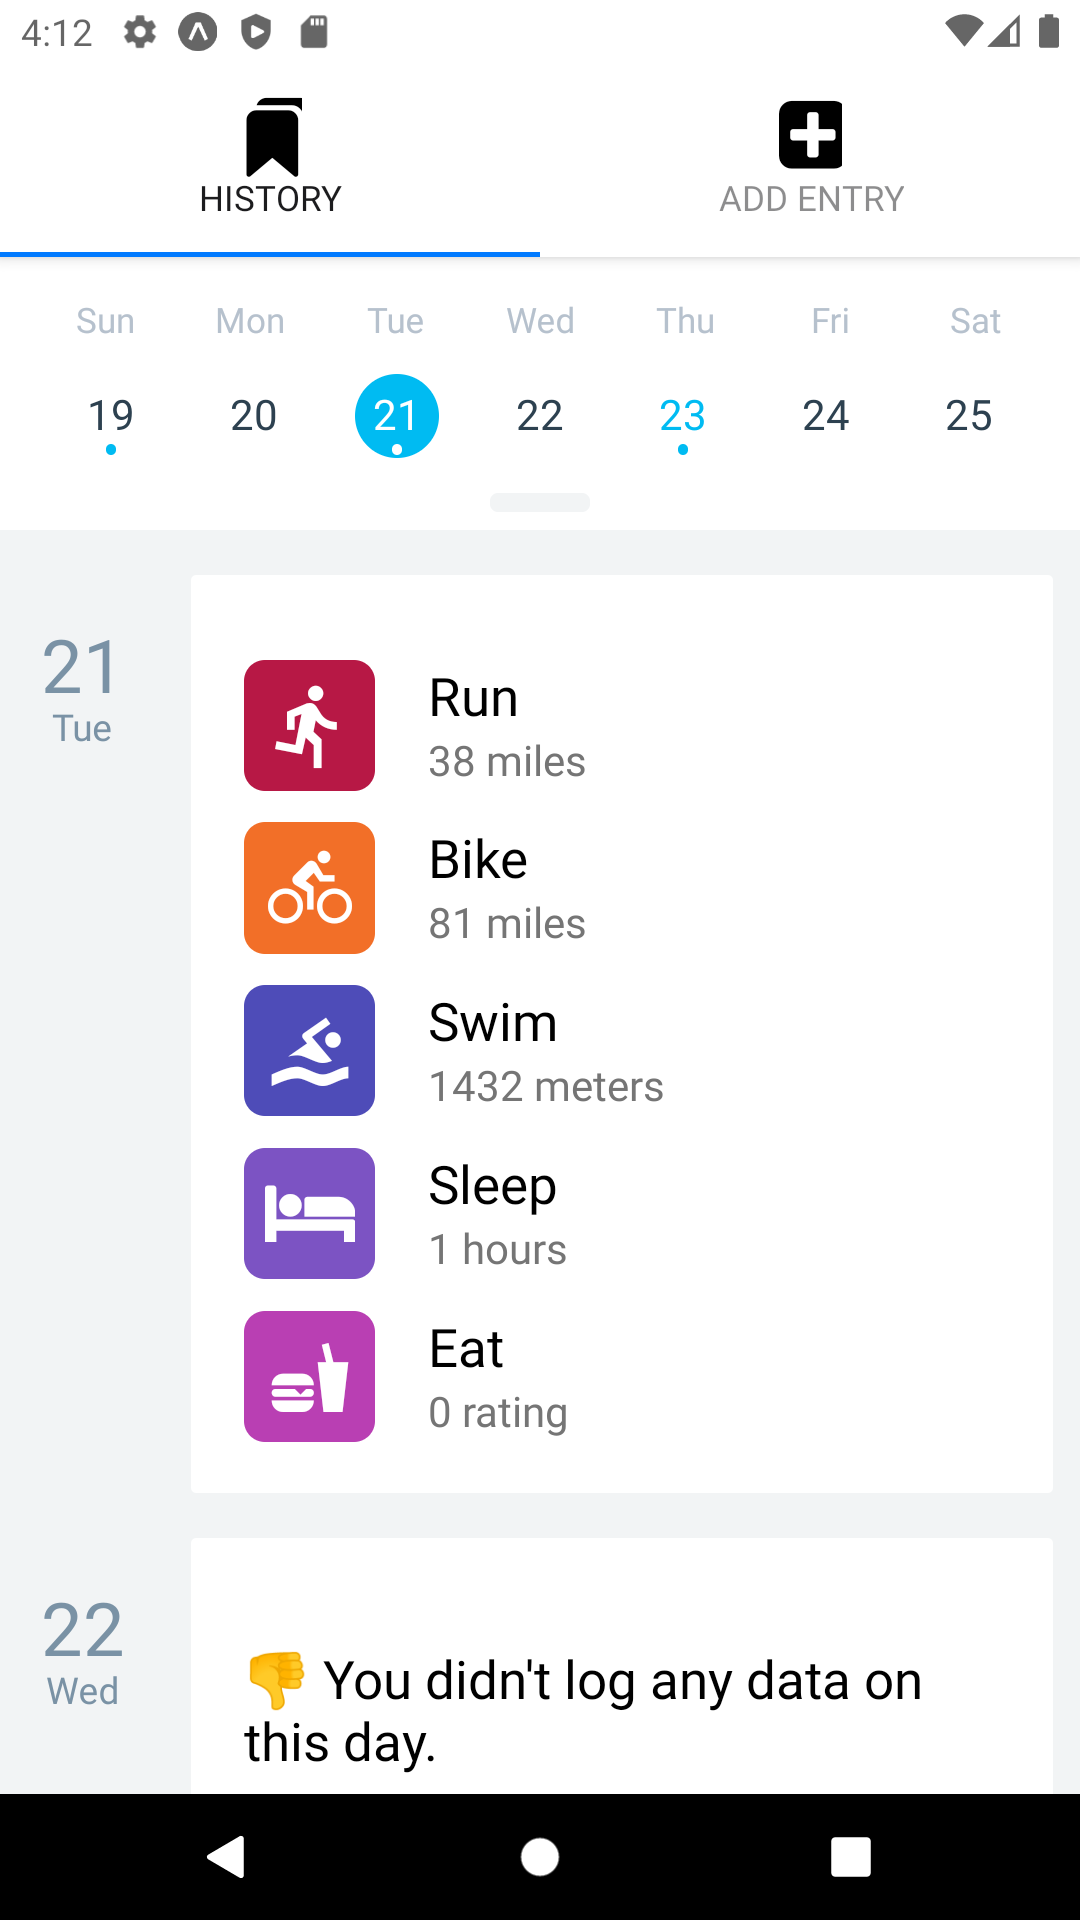 4:12
HISTORY
ADD ENTRY
Sun Mon Tue Wed Thu Fri Sat
19 20 21 22 23 24 25
21
Tue
Run
38 miles
Bike
81 miles
Swim
1432 meters
Sleep
1 hours
Eat
0 rating
22
Wed
👎 You didn't log any data on
this day.